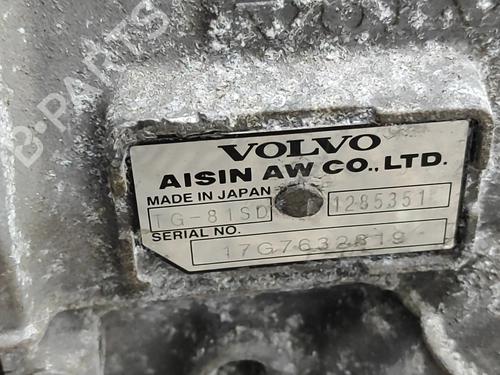 B-PARTS
VOLVO
AISIN AW CO., LTD.
MADE IN JAPAN
TG-81SD 1285351
SERIAL NO.
17G7632819